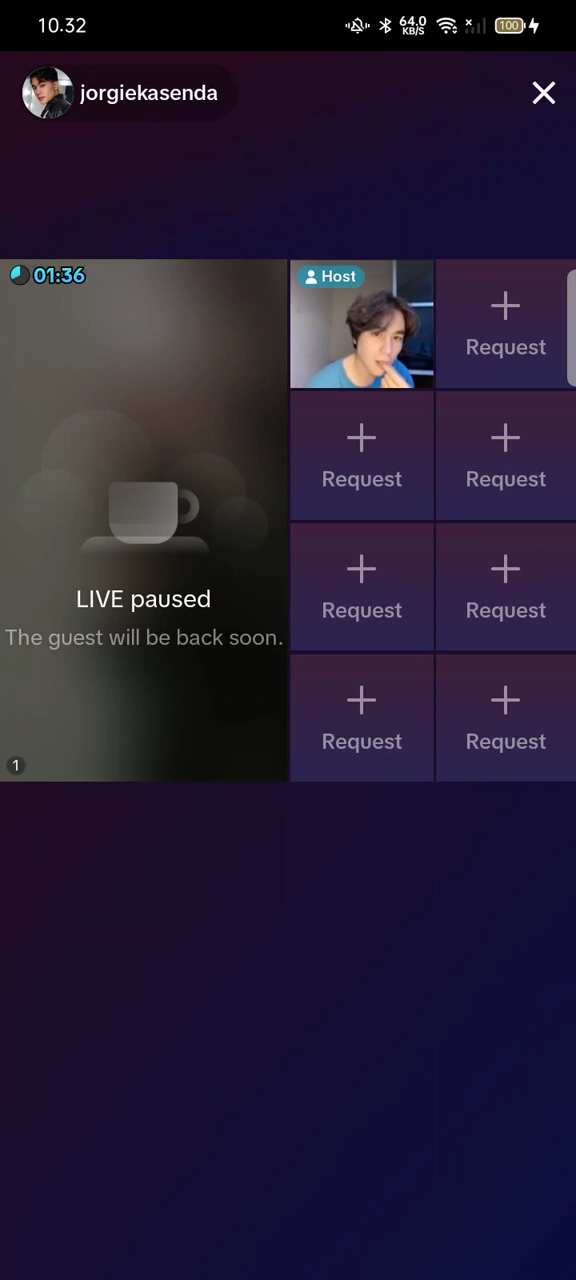 10.32
64.0
KB/S
100
jorgiekasenda
01:36
Host
Request
Request
Request
LIVE paused
The guest will be back soon.
Request
Request
Request
Request
1